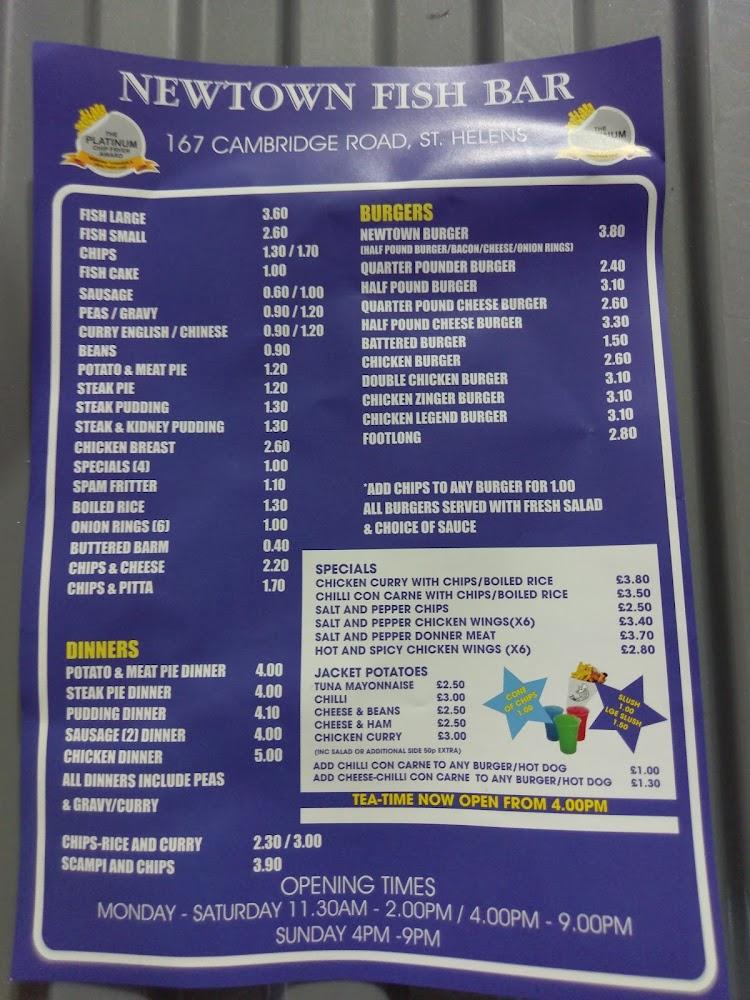 NEWTOWN FISH BAR
THE PLATINUM CHIP FRYER AWARD
167 CAMBRIDGE ROAD, ST. HELENS
THE
FISH LARGE 3.60
FISH SMALL 2.60
CHIPS 1.30 / 1.70
FISH CAKE 1.00
SAUSAGE 0.60 / 1.00
PEAS / GRAVY 0.90 / 1.20
CURRY ENGLISH / CHINESE 0.90 / 1.20
BEANS 0.90
POTATO & MEAT PIE 1.20
STEAK PIE 1.20
STEAK PUDDING 1.30
STEAK & KIDNEY PUDDING 1.30
CHICKEN BREAST 2.60
SPECIALS (4) 1.00
SPAM FRITTER 1.10
BOILED RICE 1.30
ONION RINGS (6) 1.00
BUTTERED BARM 0.40
CHIPS & CHEESE 2.20
CHIPS & PITTA 1.70
DINNERS
POTATO & MEAT PIE DINNER 4.00
STEAK PIE DINNER 4.00
PUDDING DINNER 4.10
SAUSAGE (2) DINNER 4.00
CHICKEN DINNER 5.00
ALL DINNERS INCLUDE PEAS
& GRAVY/CURRY
CHIPS-RICE AND CURRY 2.30 / 3.00
SCAMPI AND CHIPS 3.90
BURGERS
NEWTOWN BURGER 3.80
(HALF POUND BURGER/BACON/CHEESE/ONION RINGS)
QUARTER POUNDER BURGER 2.40
HALF POUND BURGER 3.10
QUARTER POUND CHEESE BURGER 2.60
HALF POUND CHEESE BURGER 3.30
BATTERED BURGER 1.50
CHICKEN BURGER 2.60
DOUBLE CHICKEN BURGER 3.10
CHICKEN ZINGER BURGER 3.10
CHICKEN LEGEND BURGER 3.10
FOOTLONG 2.80
*ADD CHIPS TO ANY BURGER FOR 1.00
ALL BURGERS SERVED WITH FRESH SALAD
& CHOICE OF SAUCE
SPECIALS
CHICKEN CURRY WITH CHIPS/BOILED RICE £3.80
CHILLI CON CARNE WITH CHIPS/BOILED RICE £3.50
SALT AND PEPPER CHIPS £2.50
SALT AND PEPPER CHICKEN WINGS(X6) £3.40
SALT AND PEPPER DONNER MEAT £3.70
HOT AND SPICY CHICKEN WINGS (X6) £2.80
JACKET POTATOES
TUNA MAYONNAISE £2.50
CHILLI £3.00
CHEESE & BEANS £2.50
CHEESE & HAM £2.50
CHICKEN CURRY £3.00
(INC SALAD OR ADDITIONAL SIDE 50p EXTRA)
CONE
OF CHIPS
1.00
SLUSH
1.00
LGE SLUSH
1.50
ADD CHILLI CON CARNE TO ANY BURGER/HOT DOG £1.00
ADD CHEESE-CHILLI CON CARNE TO ANY BURGER/HOT DOG £1.30
TEA-TIME NOW OPEN FROM 4.00PM
OPENING TIMES
MONDAY - SATURDAY 11.30AM - 2.00PM / 4.00PM - 9.00PM
SUNDAY 4PM -9PM